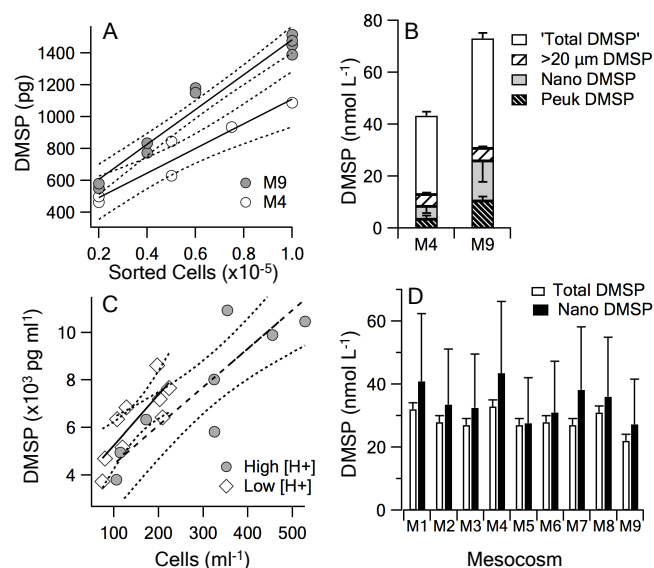 A
DMSP (pg)
1400
1200
1000
800
600
400
M9
M4
0.2 0.4 0.6 0.8 1.0
Sorted Cells (x10-5)
B
DMSP (nmol L-1)
80
60
40
20
0
'Total DMSP'
>20 µm DMSP
Nano DMSP
Peuk DMSP
M4 M9
C
DMSP (x10³ pg ml¹)
10
8
6
4
High [H+]
Low [H+]
100 200 300 400 500
Cells (ml-1)
D
DMSP (nmol L-1)
60
40
20
0
Total DMSP
Nano DMSP
M1 M2 M3 M4 M5 M6 M7 M8 M9
Mesocosm